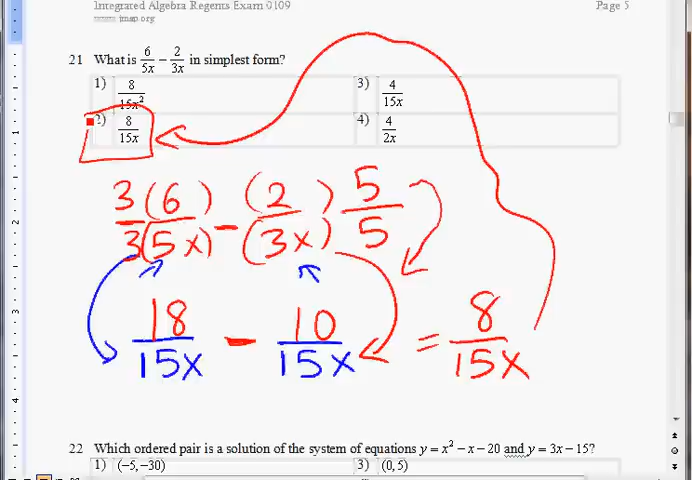 Integrated Algebra Regents Exam 0109 Page 5
www.jmap.org
21 What is 6/5x − 2/3x in simplest form?
1) 8/15x² 3) 4/15x
2) 8/15x 4) 4/2x
3/3 (6/5x) − (2/3x) 5/5
18/15x − 10/15x = 8/15x
22 Which ordered pair is a solution of the system of equations y = x² − x − 20 and y = 3x − 15?
1) (−5, −30) 3) (0, 5)